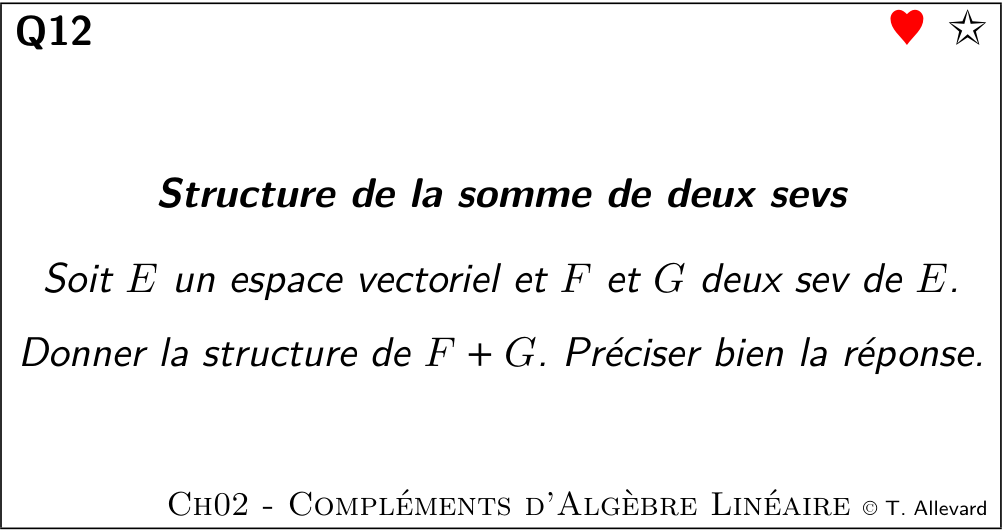 Q12
Structure de la somme de deux sevs
Soit E un espace vectoriel et F et G deux sev de E.
Donner la structure de F + G. Préciser bien la réponse.
Ch02 - Compléments d'Algèbre Linéaire © T. Allevard